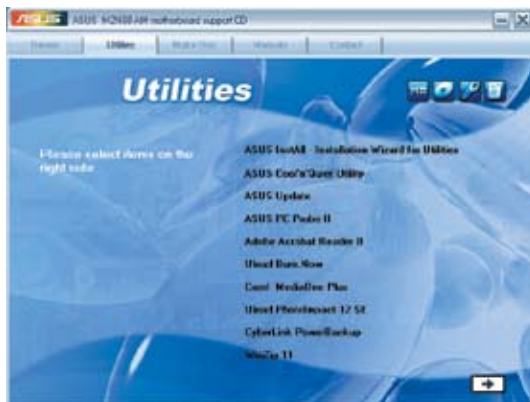 ASUS ASUS M2N68-AM motherboard support CD
Drivers Utilities Make Disk Manuals Contact
Utilities
Please select items on the
right side
ASUS InstAll - Installation Wizard for Utilities
ASUS Cool'n'Quiet Utility
ASUS Update
ASUS PC Probe II
Adobe Acrobat Reader 8
Ulead Burn.Now
Corel MediaOne Plus
Ulead PhotoImpact 12 SE
CyberLink PowerBackup
WinZip 11